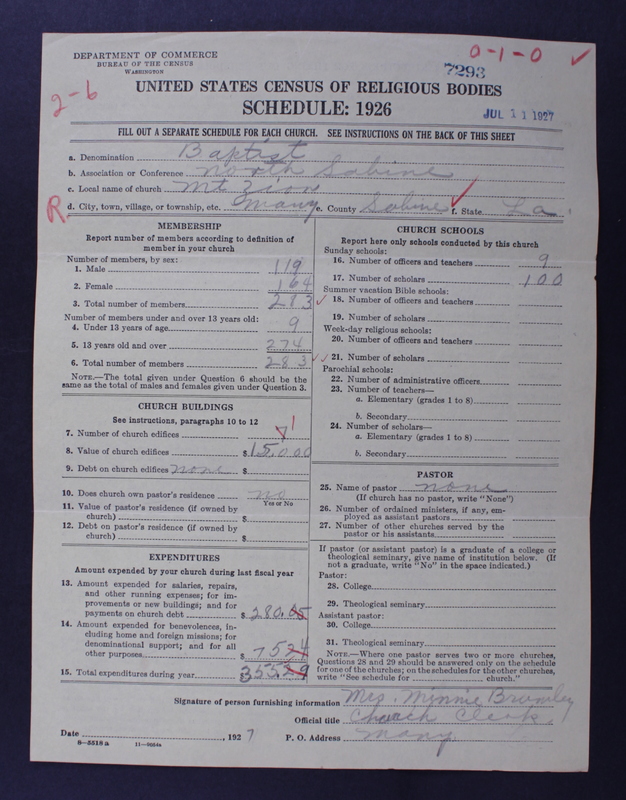 DEPARTMENT OF COMMERCE
BUREAU OF THE CENSUS
WASHINGTON
0-1-0 ✓
7293
2-6
UNITED STATES CENSUS OF RELIGIOUS BODIES
SCHEDULE: 1926
JUL 11 1927
FILL OUT A SEPARATE SCHEDULE FOR EACH CHURCH. SEE INSTRUCTIONS ON THE BACK OF THIS SHEET
a. Denomination Baptist
b. Association or Conference North Sabine
c. Local name of church Mt Zion
R
d. City, town, village, or township, etc. Many e. County Sabine ✓ f. State La.
MEMBERSHIP
Report number of members according to definition of
member in your church
Number of members, by sex:
1. Male 119
2. Female 164
3. Total number of members 283 ✓
Number of members under and over 13 years old:
4. Under 13 years of age 9
5. 13 years old and over 274
6. Total number of members 283 ✓✓
NOTE.—The total given under Question 6 should be the
same as the total of males and females given under Question 3.
CHURCH BUILDINGS
See instructions, paragraphs 10 to 12
7. Number of church edifices 1
8. Value of church edifices $15,000
9. Debt on church edifices none $
10. Does church own pastor's residence no
Yes or No
11. Value of pastor's residence (if owned by
church) $
12. Debt on pastor's residence (if owned by
church) $
EXPENDITURES
Amount expended by your church during last fiscal year
13. Amount expended for salaries, repairs,
and other running expenses; for im-
provements or new buildings; and for
payments on church debt $280.05
14. Amount expended for benevolences, in-
cluding home and foreign missions; for
denominational support; and for all
other purposes $7524
15. Total expenditures during year 355.29
CHURCH SCHOOLS
Report here only schools conducted by this church
Sunday schools:
16. Number of officers and teachers 9
17. Number of scholars 100
Summer vacation Bible schools:
18. Number of officers and teachers
19. Number of scholars
Week-day religious schools:
20. Number of officers and teachers
21. Number of scholars
Parochial schools:
22. Number of administrative officers
23. Number of teachers—
a. Elementary (grades 1 to 8)
b. Secondary
24. Number of scholars—
a. Elementary (grades 1 to 8)
b. Secondary
PASTOR
25. Name of pastor none
(If church has no pastor, write "None")
26. Number of ordained ministers, if any, em-
ployed as assistant pastors
27. Number of other churches served by the
pastor or his assistants
If pastor (or assistant pastor) is a graduate of a college or
theological seminary, give name of institution below. (If
not a graduate, write "No" in the space indicated.)
Pastor:
28. College
29. Theological seminary
Assistant pastor:
30. College
31. Theological seminary
NOTE.—Where one pastor serves two or more churches,
Questions 28 and 29 should be answered only on the schedule
for one of the churches; on the schedules for the other churches,
write "See schedule for church."
Signature of person furnishing information Mrs. Minnie Bromley
Official title Church Clerk.
Date , 1927 P. O. Address Many
8-5518 a 11-9054a